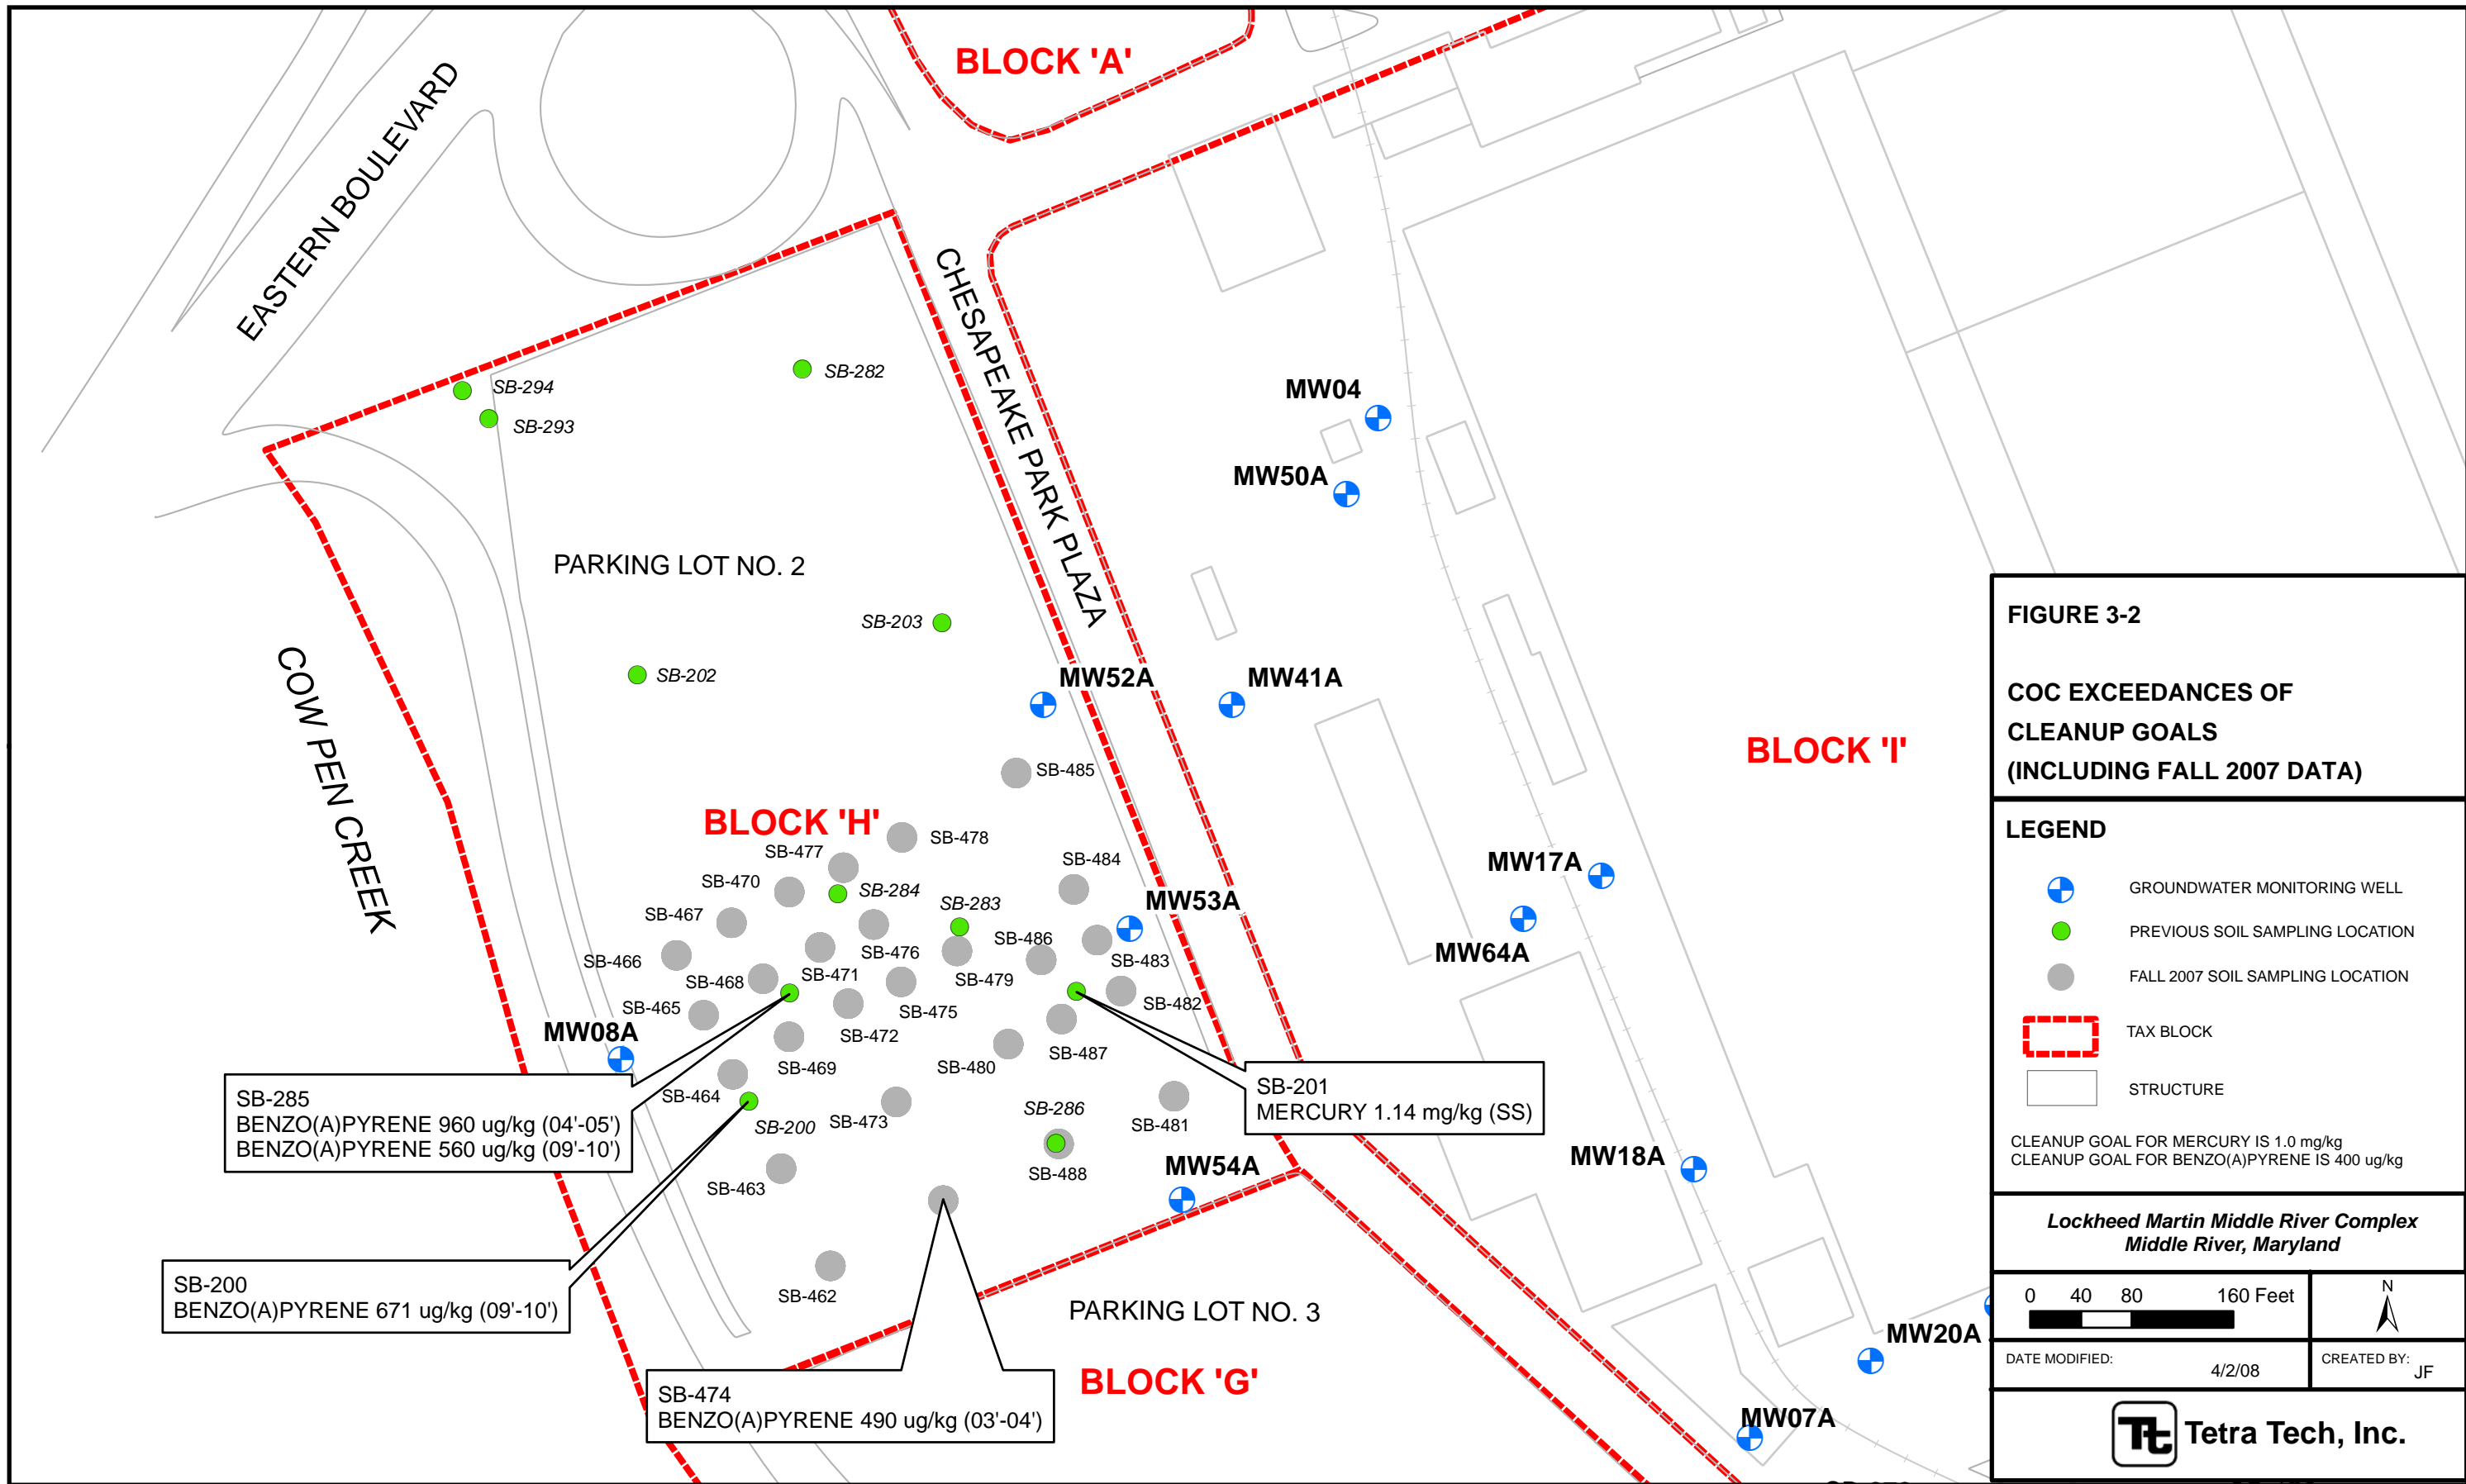 BLOCK 'A'
EASTERN BOULEVARD
CHESAPEAKE PARK PLAZA
SB-294
SB-293
SB-282
MW04
MW50A
PARKING LOT NO. 2
SB-203
SB-202
MW52A
MW41A
COW PEN CREEK
BLOCK 'I'
SB-485
BLOCK 'H'
SB-478
SB-477
SB-484
SB-470
SB-284
MW17A
SB-283
MW53A
SB-467
SB-486
SB-476
MW64A
SB-466
SB-471
SB-479
SB-483
SB-468
SB-465
SB-475
SB-482
MW08A
SB-472
SB-487
SB-469
SB-480
SB-464
SB-473
SB-200
SB-286
SB-481
SB-488
MW54A
MW18A
SB-463
SB-462
SB-285
BENZO(A)PYRENE 960 ug/kg (04'-05')
BENZO(A)PYRENE 560 ug/kg (09'-10')
SB-201
MERCURY 1.14 mg/kg (SS)
SB-200
BENZO(A)PYRENE 671 ug/kg (09'-10')
SB-474
BENZO(A)PYRENE 490 ug/kg (03'-04')
PARKING LOT NO. 3
BLOCK 'G'
MW20A
MW07A
FIGURE 3-2
COC EXCEEDANCES OF
CLEANUP GOALS
(INCLUDING FALL 2007 DATA)
LEGEND
GROUNDWATER MONITORING WELL
PREVIOUS SOIL SAMPLING LOCATION
FALL 2007 SOIL SAMPLING LOCATION
TAX BLOCK
STRUCTURE
CLEANUP GOAL FOR MERCURY IS 1.0 mg/kg
CLEANUP GOAL FOR BENZO(A)PYRENE IS 400 ug/kg
Lockheed Martin Middle River Complex
Middle River, Maryland
0 40 80 160 Feet
N
DATE MODIFIED: 4/2/08
CREATED BY: JF
Tt Tetra Tech, Inc.